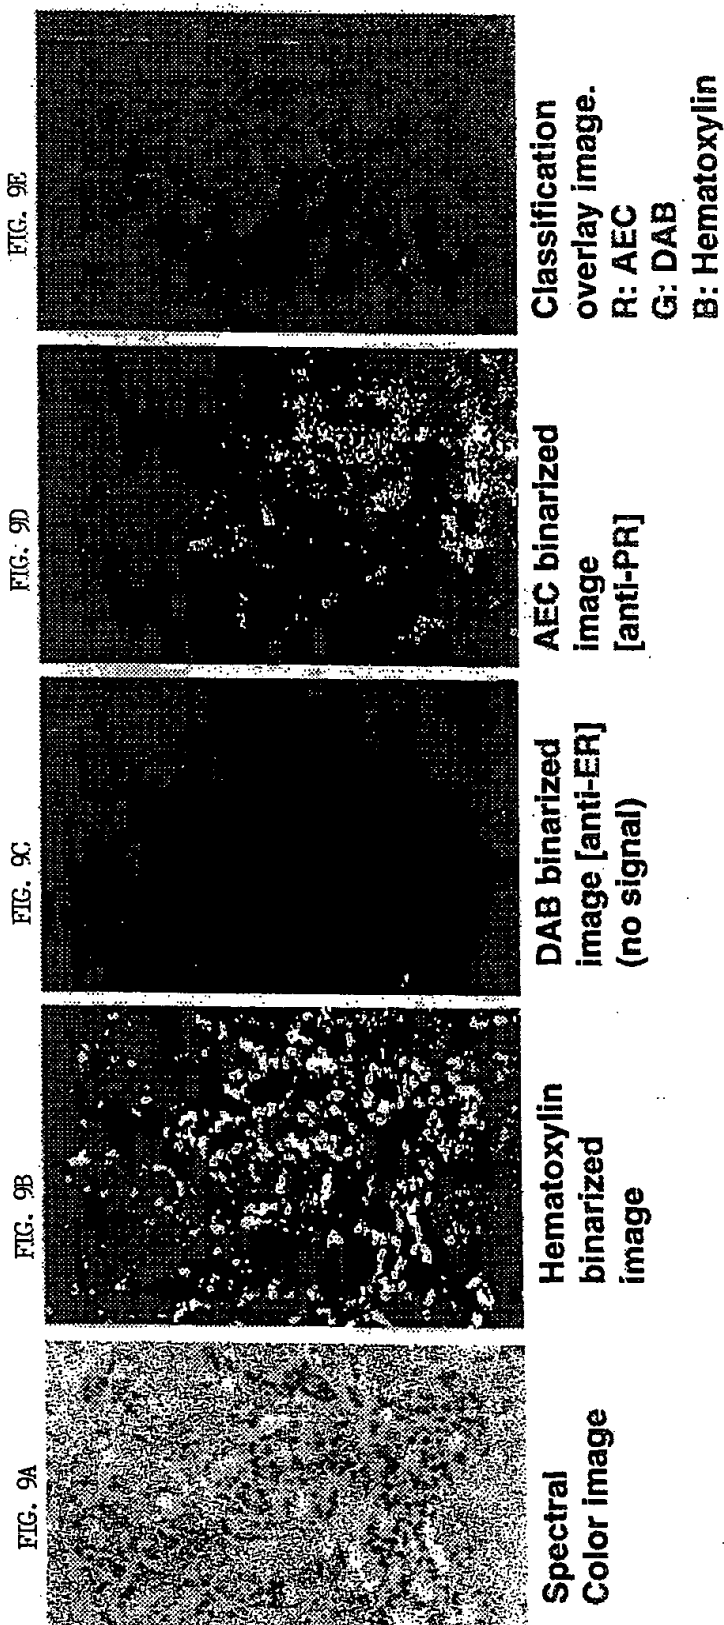 FIG. 9A
Spectral
Color image
FIG. 9B
Hematoxylin
binarized
image
FIG. 9C
DAB binarized
image [anti-ER]
(no signal)
FIG. 9D
AEC binarized
image
[anti-PR]
FIG. 9E
Classification
overlay image.
R: AEC
G: DAB
B: Hematoxylin